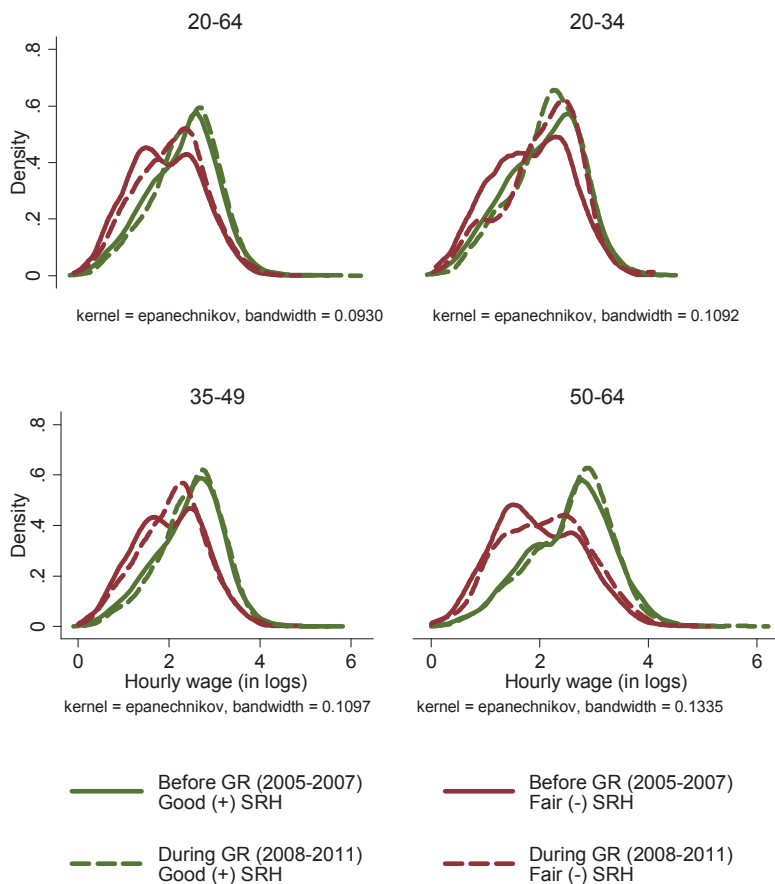 20-64
20-34
Density
.8
.6
.4
.2
0
kernel = epanechnikov, bandwidth = 0.0930
kernel = epanechnikov, bandwidth = 0.1092
35-49
50-64
Density
.8
.6
.4
.2
0
0 2 4 6
0 2 4 6
Hourly wage (in logs)
Hourly wage (in logs)
kernel = epanechnikov, bandwidth = 0.1097
kernel = epanechnikov, bandwidth = 0.1335
Before GR (2005-2007)
Good (+) SRH
Before GR (2005-2007)
Fair (-) SRH
During GR (2008-2011)
Good (+) SRH
During GR (2008-2011)
Fair (-) SRH